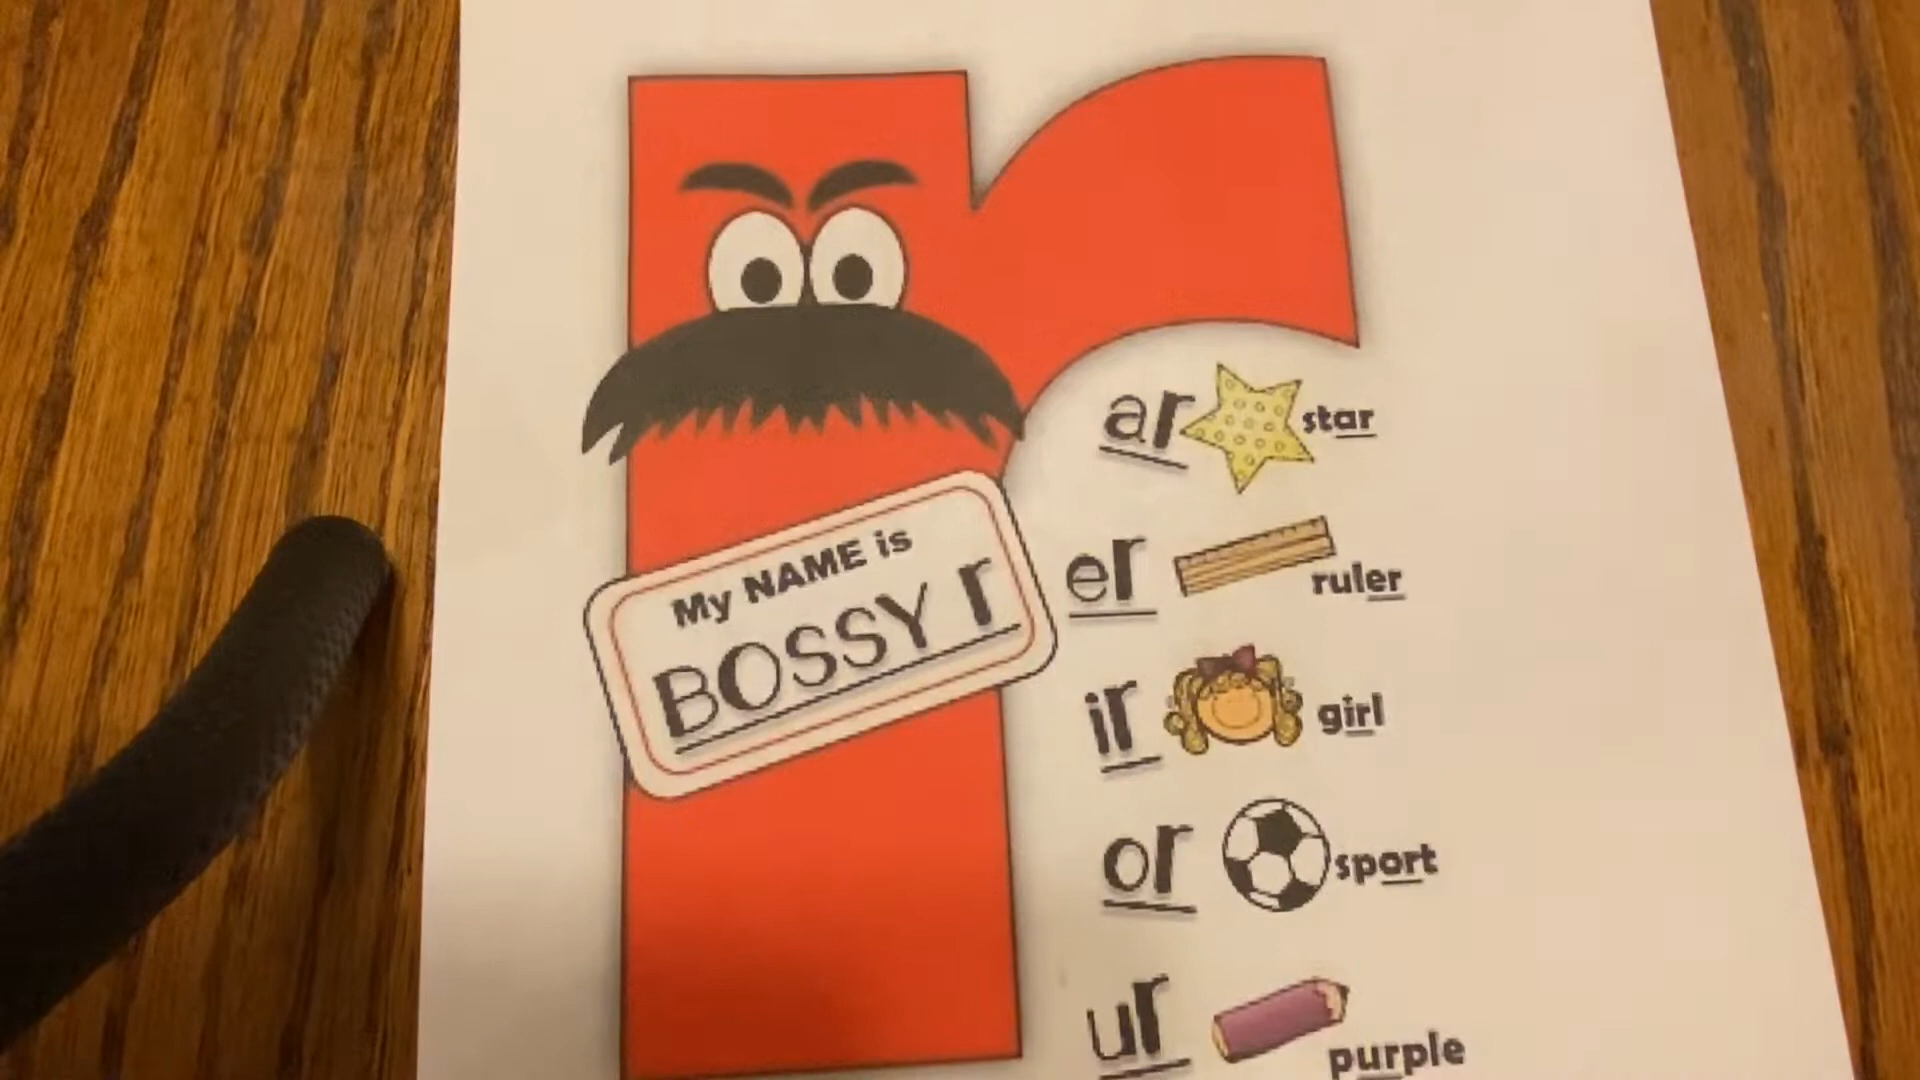 My NAME is
BOSSY r
ar star
er ruler
ir girl
or sport
ur purple